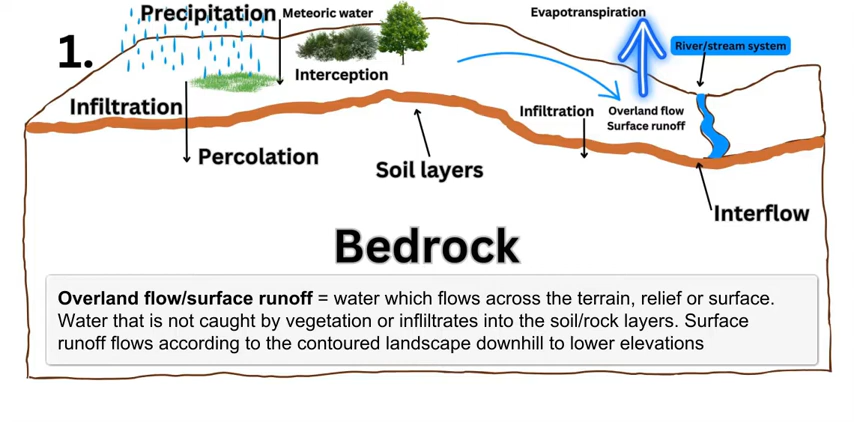 Precipitation
Meteoric water
Evapotranspiration
1.
River/stream system
Interception
Infiltration
Infiltration
Overland flow
Surface runoff
Percolation
Soil layers
Interflow
Bedrock
Overland flow/surface runoff = water which flows across the terrain, relief or surface.
Water that is not caught by vegetation or infliltrates into the soil/rock layers. Surface
runoff flows according to the contoured landscape downhill to lower elevations